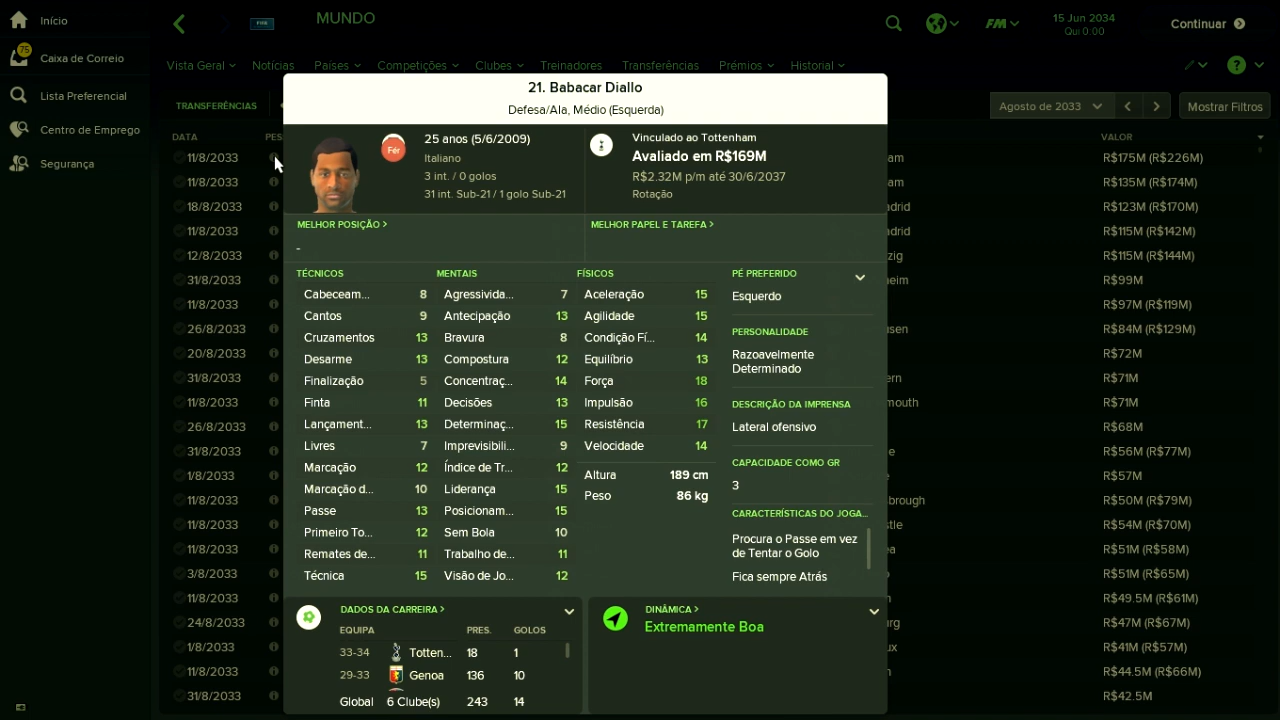 Início
75
Caixa de Correio
Lista Preferencial
Centro de Emprego
Segurança
MUNDO
FM
15 Jun 2034
Qui 0:00
Continuar
Vista Geral
Notícias
Países
Competições
Clubes
Treinadores
Transferências
Prémios
Historial
?
TRANSFERÊNCIAS
Agosto de 2033
Mostrar Filtros
DATA
VALOR
11/8/2033
R$175M (R$226M)
11/8/2033
R$135M (R$174M)
18/8/2033
R$123M (R$170M)
11/8/2033
R$115M (R$142M)
12/8/2033
R$115M (R$144M)
31/8/2033
R$99M
11/8/2033
R$97M (R$119M)
26/8/2033
R$84M (R$129M)
20/8/2033
R$72M
31/8/2033
R$71M
11/8/2033
R$71M
26/8/2033
R$68M
31/8/2033
R$56M (R$77M)
1/8/2033
R$57M
11/8/2033
R$50M (R$79M)
11/8/2033
R$54M (R$70M)
11/8/2033
R$51M (R$58M)
3/8/2033
R$51M (R$65M)
11/8/2033
R$49.5M (R$61M)
24/8/2033
R$47M (R$67M)
1/8/2033
R$41M (R$57M)
11/8/2033
R$44.5M (R$66M)
31/8/2033
R$42.5M
21. Babacar Diallo
Defesa/Ala, Médio (Esquerda)
Fér
25 anos (5/6/2009)
Italiano
3 int. / 0 golos
31 int. Sub-21 / 1 golo Sub-21
Vinculado ao Tottenham
Avaliado em R$169M
R$2.32M p/m até 30/6/2037
Rotação
MELHOR POSIÇÃO >
-
MELHOR PAPEL E TAREFA >
TÉCNICOS
Cabeceam... 8
Cantos 9
Cruzamentos 13
Desarme 13
Finalização 5
Finta 11
Lançament... 13
Livres 7
Marcação 12
Marcação d... 10
Passe 13
Primeiro To... 12
Remates de... 11
Técnica 15
MENTAIS
Agressivida... 7
Antecipação 13
Bravura 8
Compostura 12
Concentraç... 14
Decisões 13
Determinaç... 15
Imprevisibili... 9
Índice de Tr... 12
Liderança 15
Posicionam... 15
Sem Bola 10
Trabalho de... 11
Visão de Jo... 12
FÍSICOS
Aceleração 15
Agilidade 15
Condição Fí... 14
Equilíbrio 13
Força 18
Impulsão 16
Resistência 17
Velocidade 14
Altura 189 cm
Peso 86 kg
PÉ PREFERIDO
Esquerdo
PERSONALIDADE
Razoavelmente
Determinado
DESCRIÇÃO DA IMPRENSA
Lateral ofensivo
CAPACIDADE COMO GR
3
CARACTERÍSTICAS DO JOGA...
Procura o Passe em vez
de Tentar o Golo
Fica sempre Atrás
DADOS DA CARREIRA >
EQUIPA PRES. GOLOS
33-34 Totten... 18 1
29-33 Genoa 136 10
Global 6 Clube(s) 243 14
DINÂMICA >
Extremamente Boa